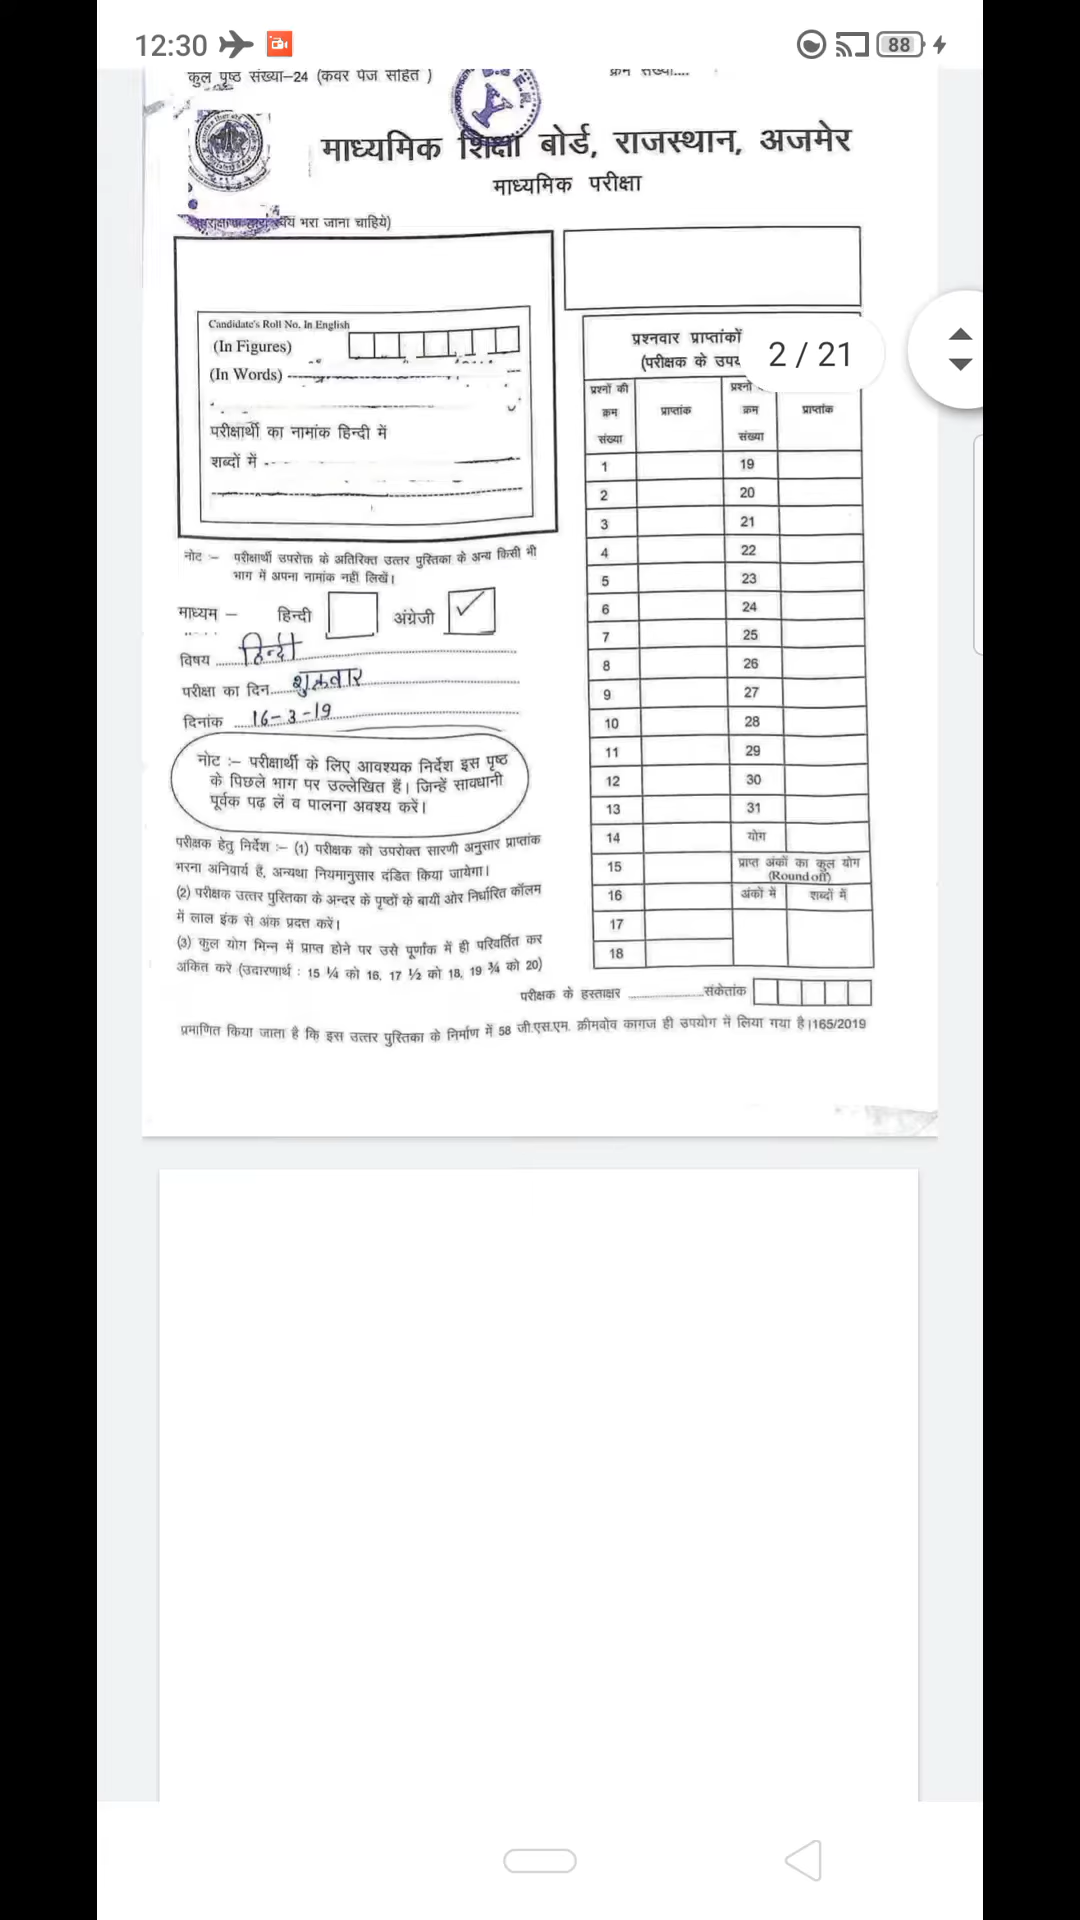 12:30
88
कुल पृष्ठ संख्या–24 (कवर पेज सहित )
क्रम संख्या....
माध्यमिक शिक्षा बोर्ड, राजस्थान, अजमेर
माध्यमिक परीक्षा
स्वयं भरा जाना चाहिये)
Candidate's Roll No. In English
(In Figures)
(In Words)
परीक्षार्थी का नामांक हिन्दी में
शब्दों में
नोट :– परीक्षार्थी उपरोक्त के अतिरिक्त उत्तर पुस्तिका के अन्य किसी भी
भाग में अपना नामांक नहीं लिखें।
माध्यम – हिन्दी अंग्रेजी ✓
विषय हिन्दी
परीक्षा का दिन शुक्रवार
दिनांक 16-3-19
नोट :– परीक्षार्थी के लिए आवश्यक निर्देश इस पृष्ठ
के पिछले भाग पर उल्लेखित हैं। जिन्हें सावधानी
पूर्वक पढ़ लें व पालना अवश्य करें।
परीक्षक हेतु निर्देश :– (1) परीक्षक को उपरोक्त सारणी अनुसार प्राप्तांक
भरना अनिवार्य है, अन्यथा नियमानुसार दंडित किया जायेगा।
(2) परीक्षक उत्तर पुस्तिका के अन्दर के पृष्ठों के बायीं ओर निर्धारित कॉलम
में लाल इंक से अंक प्रदत्त करें।
(3) कुल योग भिन्न में प्राप्त होने पर उसे पूर्णांक में ही परिवर्तित कर
अंकित करें (उदारणार्थ : 15 ¼ को 16, 17 ½ को 18, 19 ¾ को 20)
प्रश्नवार प्राप्तांकों
(परीक्षक के उपय
2 / 21
प्रश्नों की क्रम संख्या प्राप्तांक प्रश्नों क्रम संख्या प्राप्तांक
1 19
2 20
3 21
4 22
5 23
6 24
7 25
8 26
9 27
10 28
11 29
12 30
13 31
14 योग
15 प्राप्त अंकों का कुल योग (Round off)
16 अंकों में शब्दों में
17
18
परीक्षक के हस्ताक्षर संकेतांक
प्रमाणित किया जाता है कि इस उत्तर पुस्तिका के निर्माण में 58 जी.एस.एम. क्रीमवोव कागज ही उपयोग में लिया गया है।165/2019